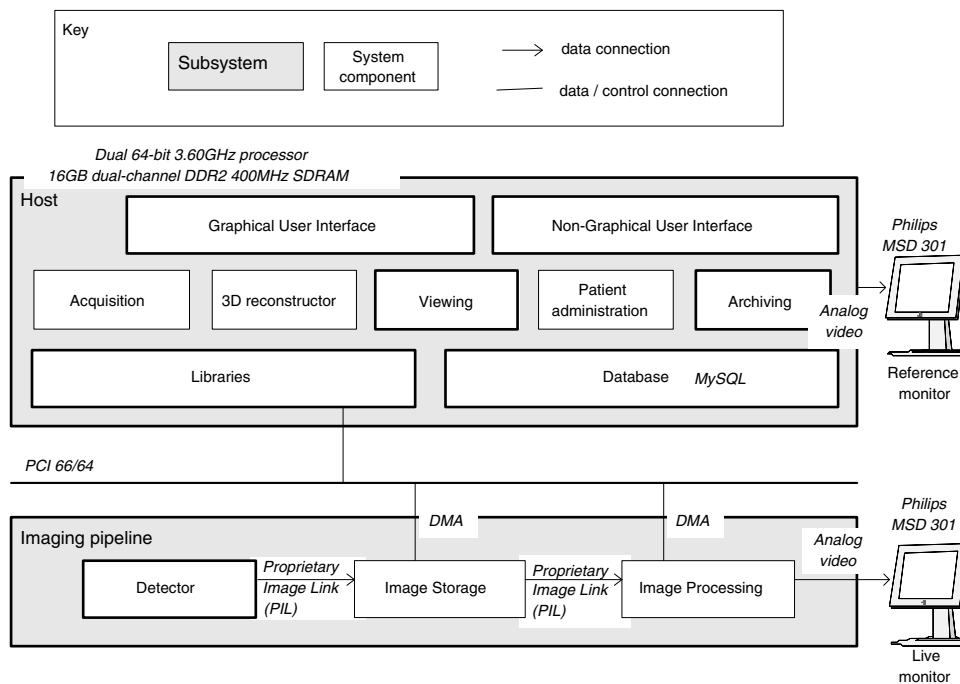 Key
Subsystem
System
component
data connection
data / control connection
Dual 64-bit 3.60GHz processor
16GB dual-channel DDR2 400MHz SDRAM
Host
Graphical User Interface
Non-Graphical User Interface
Acquisition
3D reconstructor
Viewing
Patient
administration
Archiving
Libraries
Database MySQL
Philips
MSD 301
Analog
video
Reference
monitor
PCI 66/64
DMA
DMA
Imaging pipeline
Detector
Proprietary
Image Link
(PIL)
Image Storage
Proprietary
Image Link
(PIL)
Image Processing
Analog
video
Philips
MSD 301
Live
monitor